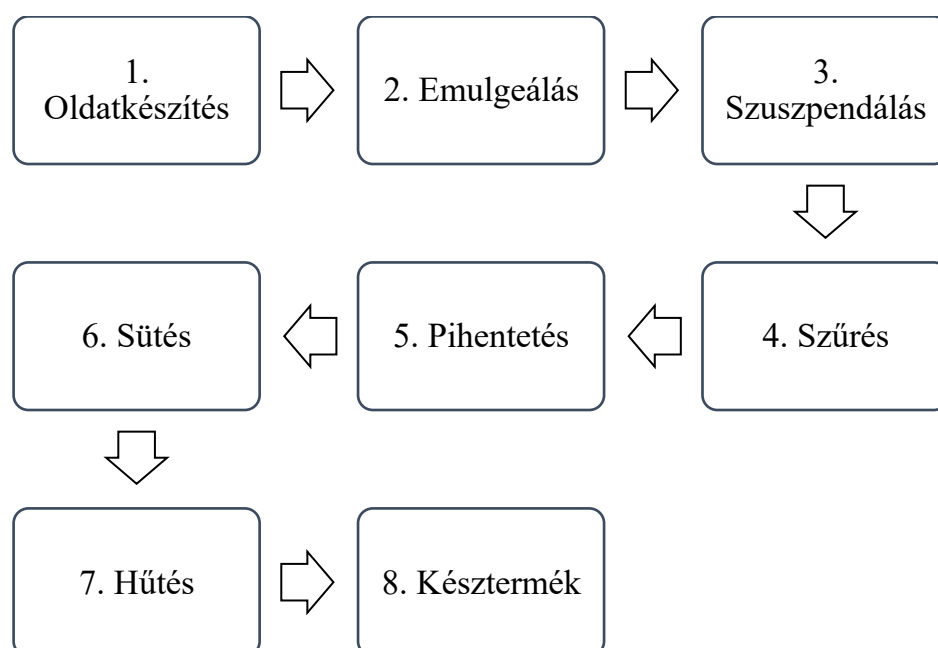 1.
Oldatkészítés
2. Emulgeálás
3.
Szuszpendálás
4. Szűrés
5. Pihentetés
6. Sütés
7. Hűtés
8. Késztermék